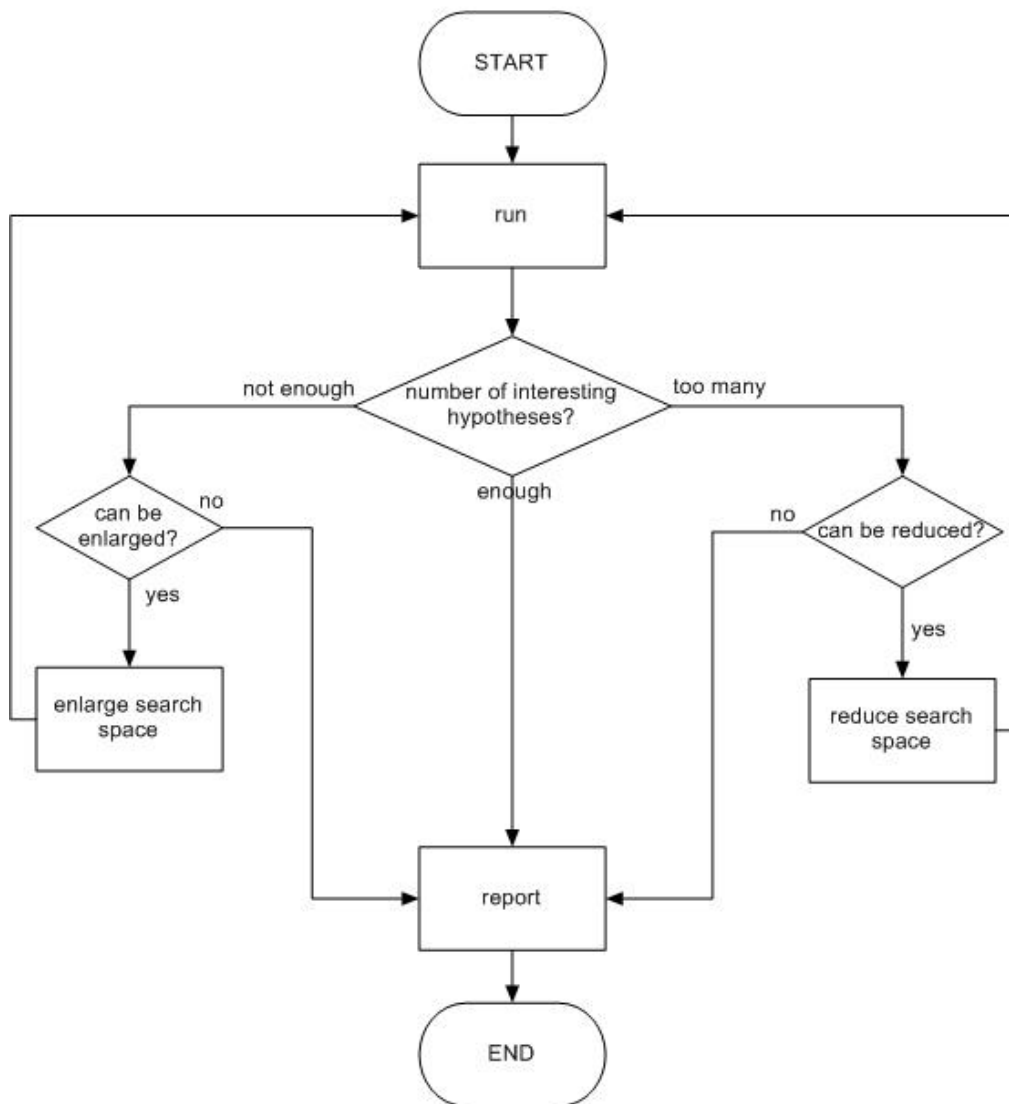 START
run
not enough
number of interesting
hypotheses?
too many
enough
can be
enlarged?
no
yes
no
can be reduced?
yes
enlarge search
space
reduce search
space
report
END